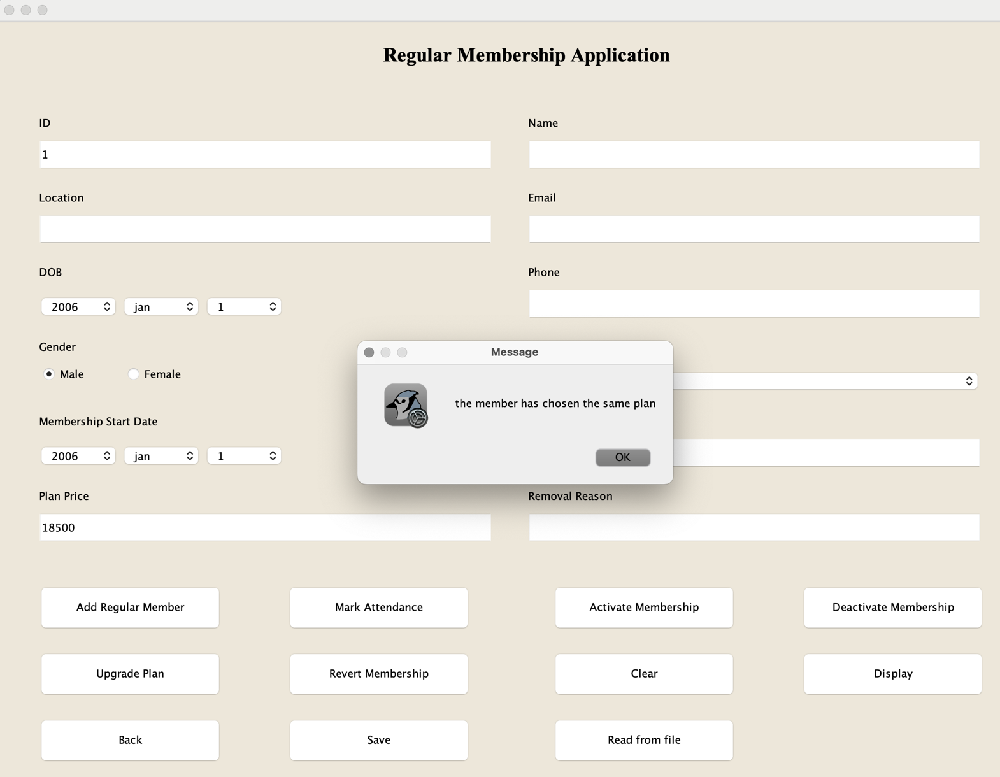 Regular Membership Application
ID
Name
1
Location
Email
DOB
Phone
2006 jan 1
Gender
Male Female
Message
the member has chosen the same plan
OK
Membership Start Date
2006 jan 1
Plan Price
Removal Reason
18500
Add Regular Member
Mark Attendance
Activate Membership
Deactivate Membership
Upgrade Plan
Revert Membership
Clear
Display
Back
Save
Read from file